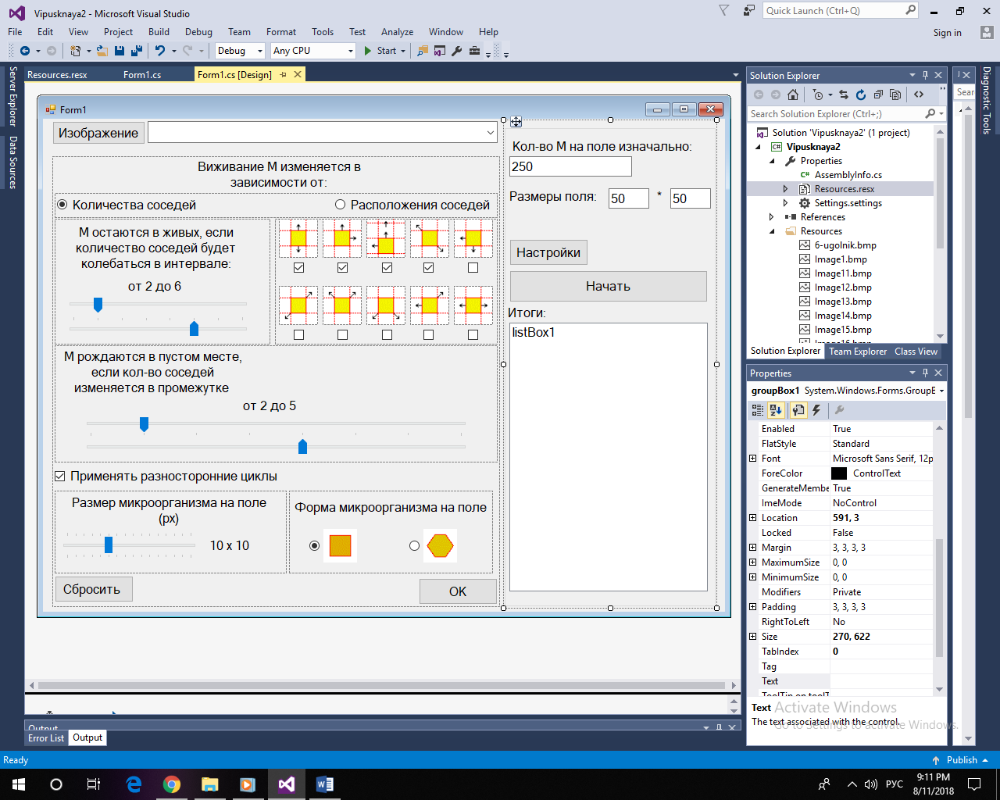 Vipusknaya2 - Microsoft Visual Studio
Quick Launch (Ctrl+Q)
File Edit View Project Build Debug Team Format Tools Test Analyze Window Help
Sign in
Debug Any CPU Start
Server Explorer
Data Sources
Resources.resx Form1.cs Form1.cs [Design]
Form1
Изображение
Виживание М изменяется в
зависимости от:
Количества соседей Расположения соседей
М остаются в живых, если
количество соседей будет
колебаться в интервале:
от 2 до 6
М рождаются в пустом месте,
если кол-во соседей
изменяется в промежутке
от 2 до 5
Применять разносторонние циклы
Размер микроорганизма на поле
(px)
10 x 10
Форма микроорганизма на поле
Сбросить
OK
Кол-во М на поле изначально:
250
Размеры поля: 50 * 50
Настройки
Начать
Итоги:
listBox1
Solution Explorer
Search Solution Explorer (Ctrl+;)
Solution 'Vipusknaya2' (1 project)
Vipusknaya2
Properties
AssemblyInfo.cs
Resources.resx
Settings.settings
References
Resources
6-ugolnik.bmp
Image1.bmp
Image11.bmp
Image12.bmp
Image13.bmp
Image14.bmp
Image15.bmp
Solution Explorer Team Explorer Class View
Sear
Diagnostic Tools
Properties
groupBox1 System.Windows.Forms.GroupE
Enabled True
FlatStyle Standard
Font Microsoft Sans Serif, 12p
ForeColor ControlText
GenerateMembe True
ImeMode NoControl
Location 591, 3
Locked False
Margin 3, 3, 3, 3
MaximumSize 0, 0
MinimumSize 0, 0
Modifiers Private
Padding 3, 3, 3, 3
RightToLeft No
Size 270, 622
TabIndex 0
Tag
Text
ToolTip on toolT
Text
The text associated with the control.
Activate Windows
Go to Settings to activate Windows.
Output
Error List Output
Ready
Publish
РУС
9:11 PM
8/11/2018